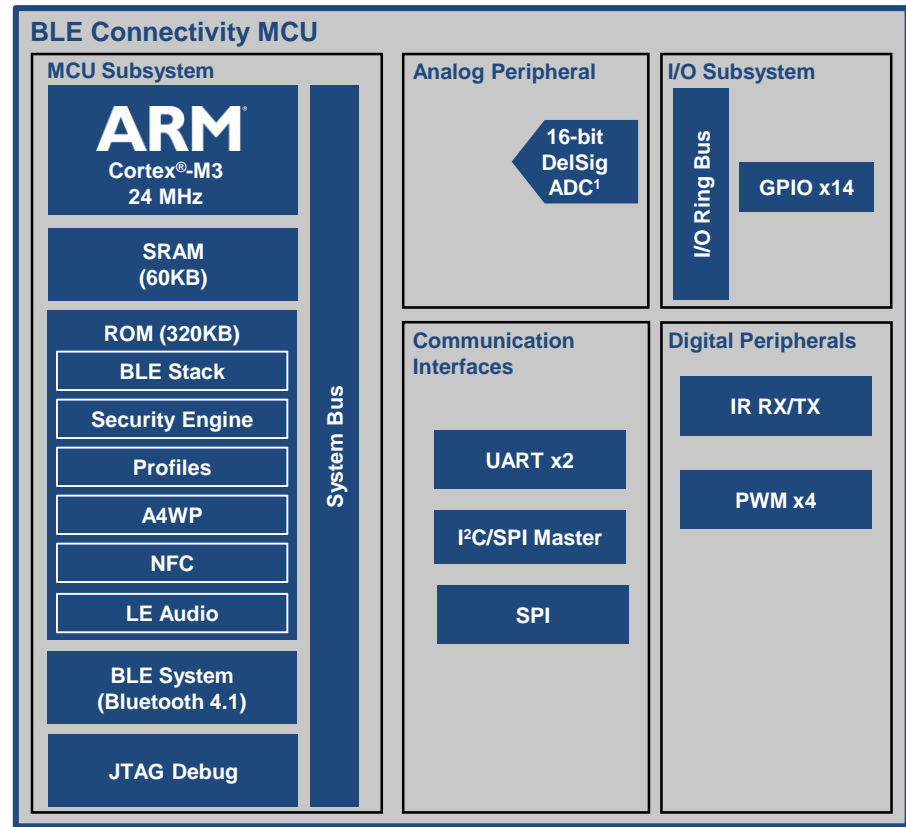 BLE Connectivity MCU
MCU Subsystem
ARM®
Cortex®-M3
24 MHz
SRAM
(60KB)
ROM (320KB)
BLE Stack
Security Engine
Profiles
A4WP
NFC
LE Audio
BLE System
(Bluetooth 4.1)
JTAG Debug
System Bus
Analog Peripheral
16-bit
DelSig
ADC¹
I/O Subsystem
I/O Ring Bus
GPIO x14
Communication
Interfaces
UART x2
I²C/SPI Master
SPI
Digital Peripherals
IR RX/TX
PWM x4